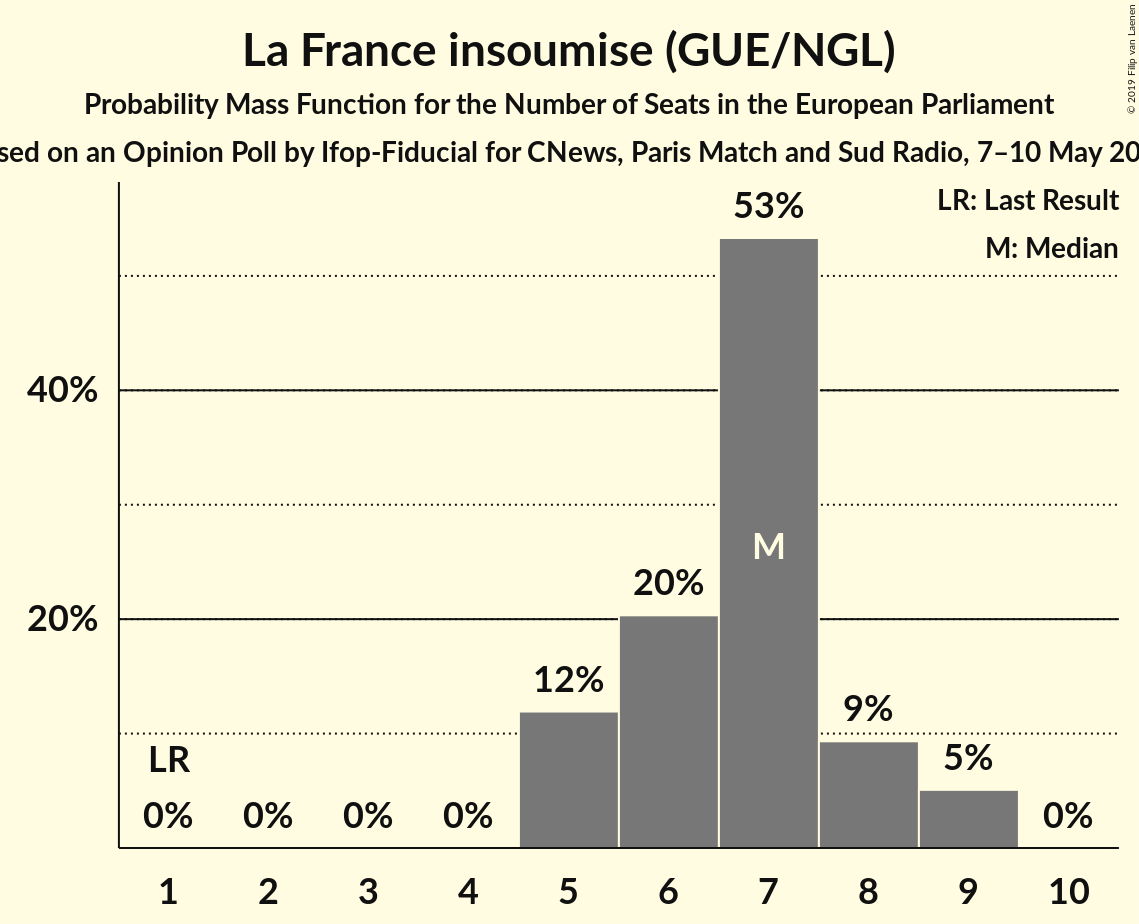 La France insoumise (GUE/NGL)
Probability Mass Function for the Number of Seats in the European Parliament
sed on an Opinion Poll by Ifop-Fiducial for CNews, Paris Match and Sud Radio, 7–10 May 20
© 2019 Filip van Laenen
LR: Last Result
M: Median
53%
40%
M
20%
20%
12%
9%
5%
LR
0% 0% 0% 0% 0%
1 2 3 4 5 6 7 8 9 10